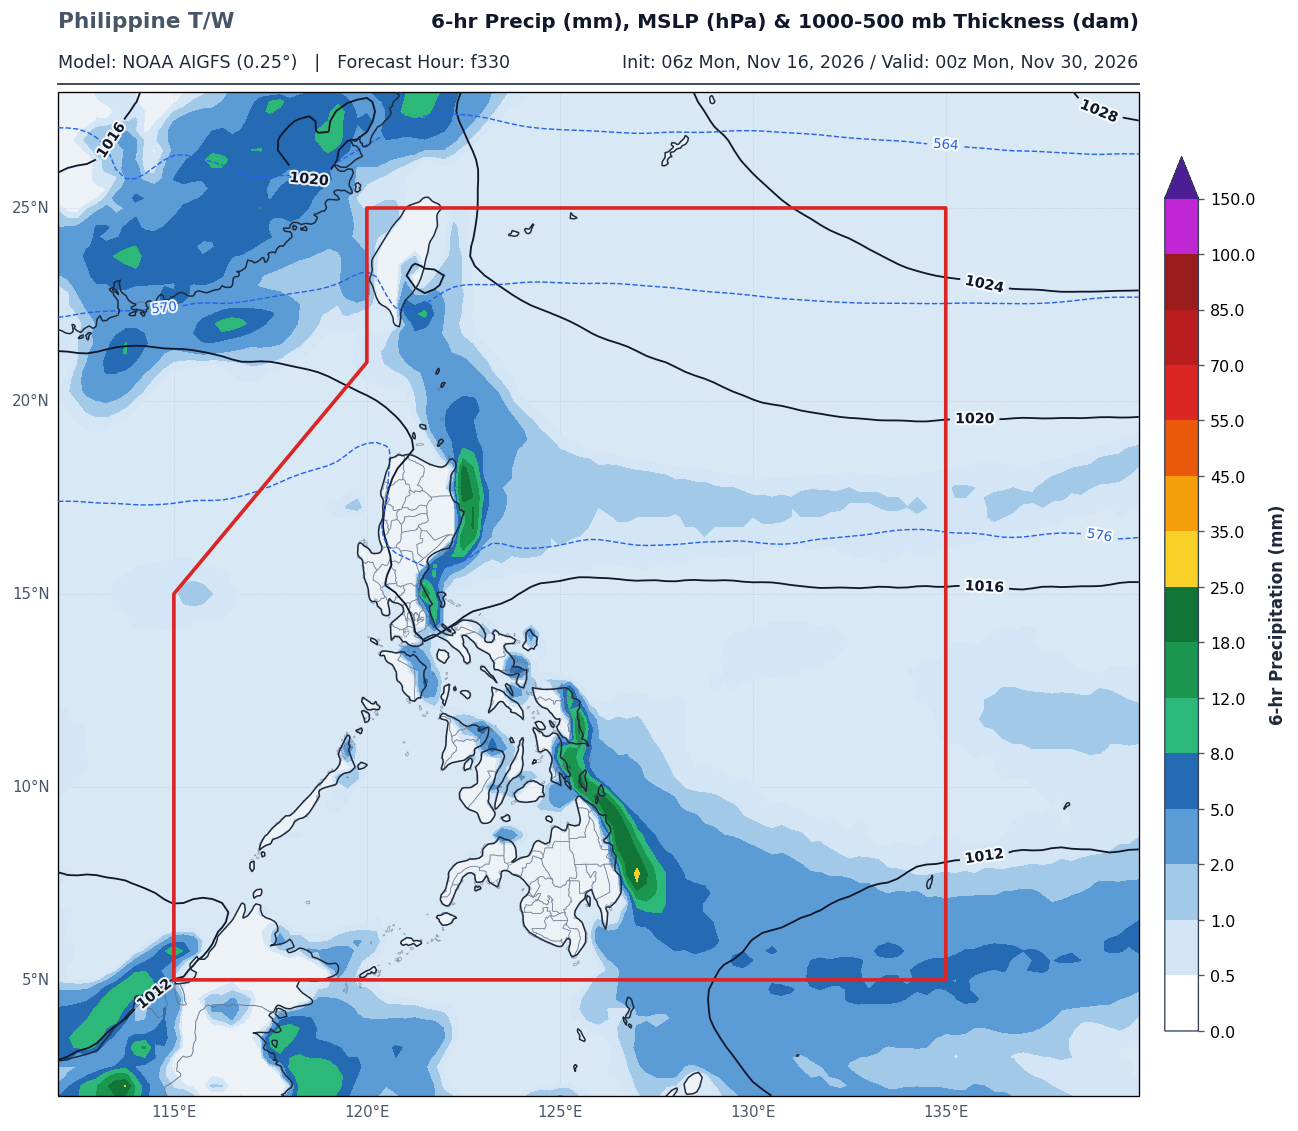 Philippine T/W
6-hr Precip (mm), MSLP (hPa) & 1000-500 mb Thickness (dam)
Model: NOAA AIGFS (0.25°) | Forecast Hour: f330
Init: 06z Mon, Nov 16, 2026 / Valid: 00z Mon, Nov 30, 2026
1028
1016
564
1020
25°N
1024
570
150.0
100.0
85.0
70.0
55.0
45.0
35.0
25.0
18.0
12.0
8.0
5.0
2.0
1.0
0.5
0.0
6-hr Precipitation (mm)
20°N
1020
576
15°N
1016
10°N
1012
5°N
1012
115°E
120°E
125°E
130°E
135°E